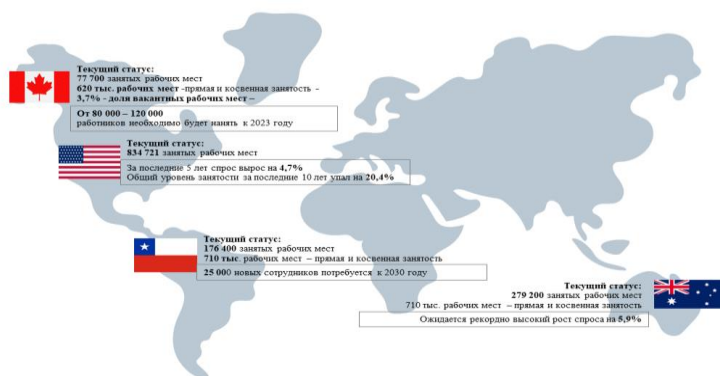 Текущий статус:
77 700 занятых рабочих мест
620 тыс. рабочих мест -прямая и косвенная занятость -
3,7% - доля вакантных рабочих мест –
От 80 000 – 120 000
работников необходимо будет нанять к 2023 году
Текущий статус:
834 721 занятых рабочих мест
За последние 5 лет спрос вырос на 4,7%
Общий уровень занятости за последние 10 лет упал на 20,4%
Текущий статус:
176 400 занятых рабочих мест
710 тыс. рабочих мест – прямая и косвенная занятость
25 000 новых сотрудников потребуется к 2030 году
Текущий статус:
279 200 занятых рабочих мест
710 тыс. рабочих мест – прямая и косвенная занятость
Ожидается рекордно высокий рост спроса на 5,9%